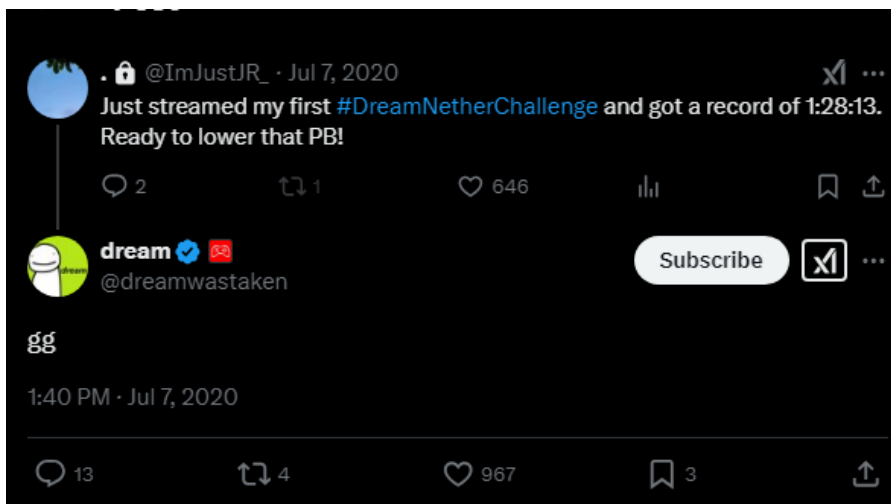 . @ImJustJR_ · Jul 7, 2020
Just streamed my first #DreamNetherChallenge and got a record of 1:28:13.
Ready to lower that PB!
2 1 646
dream
Subscribe
@dreamwastaken
dream
gg
1:40 PM · Jul 7, 2020
13 4 967 3